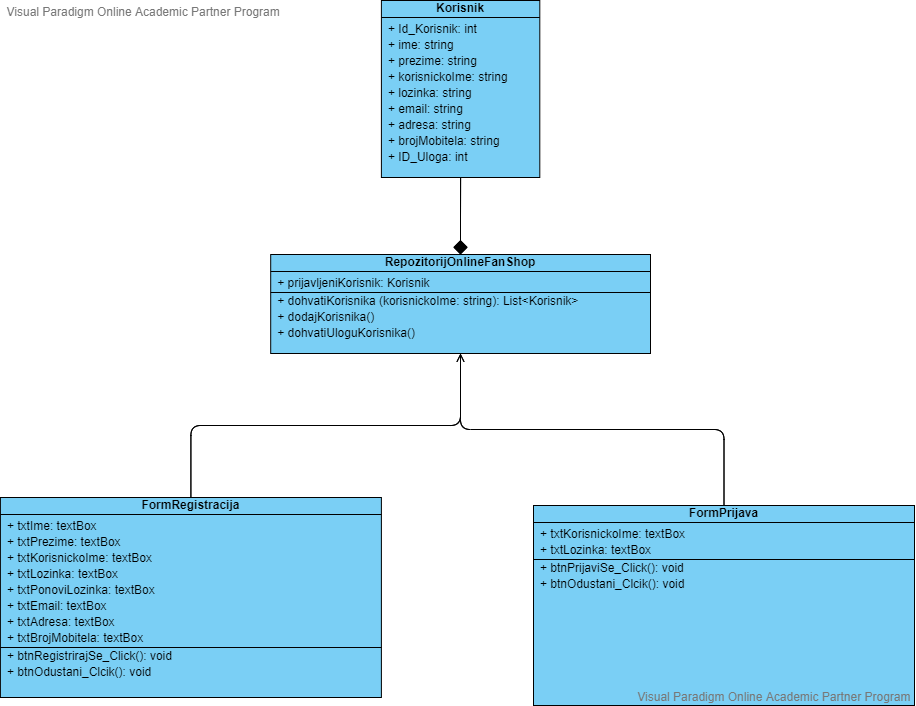 Visual Paradigm Online Academic Partner Program
Korisnik
+ Id_Korisnik: int
+ ime: string
+ prezime: string
+ korisnickoIme: string
+ lozinka: string
+ email: string
+ adresa: string
+ brojMobitela: string
+ ID_Uloga: int
RepozitorijOnlineFanShop
+ prijavljeniKorisnik: Korisnik
+ dohvatiKorisnika (korisnickoIme: string): List<Korisnik>
+ dodajKorisnika()
+ dohvatiUloguKorisnika()
FormRegistracija
+ txtIme: textBox
+ txtPrezime: textBox
+ txtKorisnickoIme: textBox
+ txtLozinka: textBox
+ txtPonoviLozinka: textBox
+ txtEmail: textBox
+ txtAdresa: textBox
+ txtBrojMobitela: textBox
+ btnRegistrirajSe_Click(): void
+ btnOdustani_Clcik(): void
FormPrijava
+ txtKorisnickoIme: textBox
+ txtLozinka: textBox
+ btnPrijaviSe_Click(): void
+ btnOdustani_Clcik(): void
Visual Paradigm Online Academic Partner Program